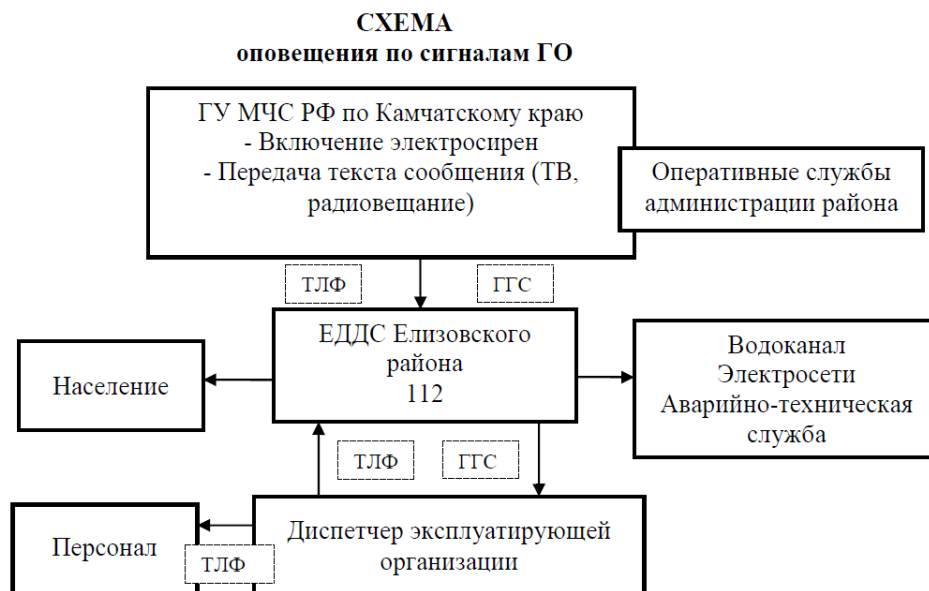 СХЕМА
оповещения по сигналам ГО
ГУ МЧС РФ по Камчатскому краю
- Включение электросирен
- Передача текста сообщения (ТВ,
радиовещание)
Оперативные службы
администрации района
ТЛФ
ГГС
ЕДДС Елизовского
района
112
Население
Водоканал
Электросети
Аварийно-техническая
служба
ТЛФ
ГГС
Персонал
ТЛФ
Диспетчер эксплуатирующей
организации